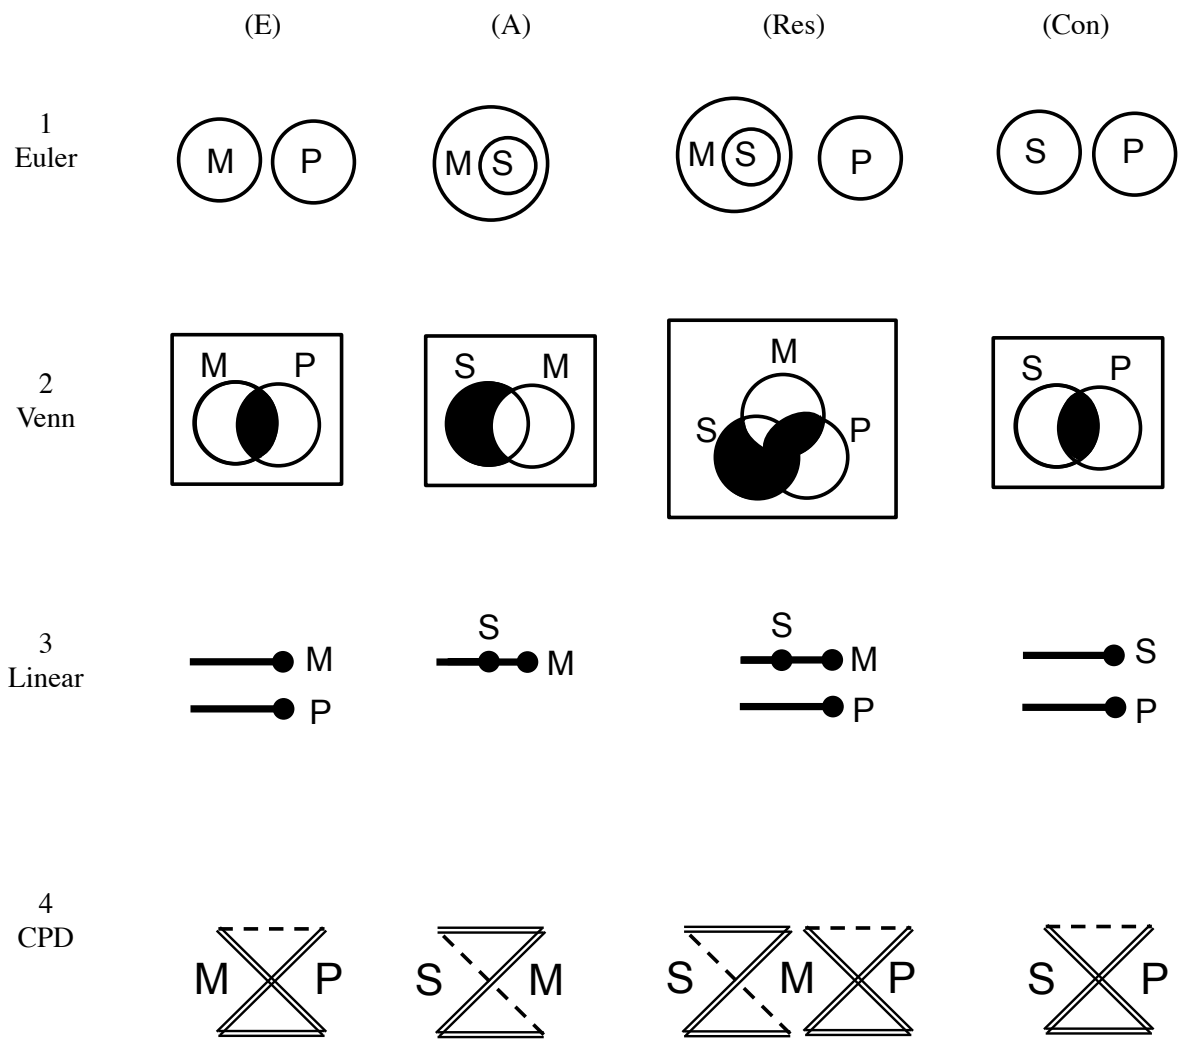 (E) (A) (Res) (Con)
1
Euler
M P
M S
M S P
S P
2
Venn
M P
S M
M
S P
S P
3
Linear
M
P
S
M
S
M
P
S
P
4
CPD
M P
S M
S M P
S P